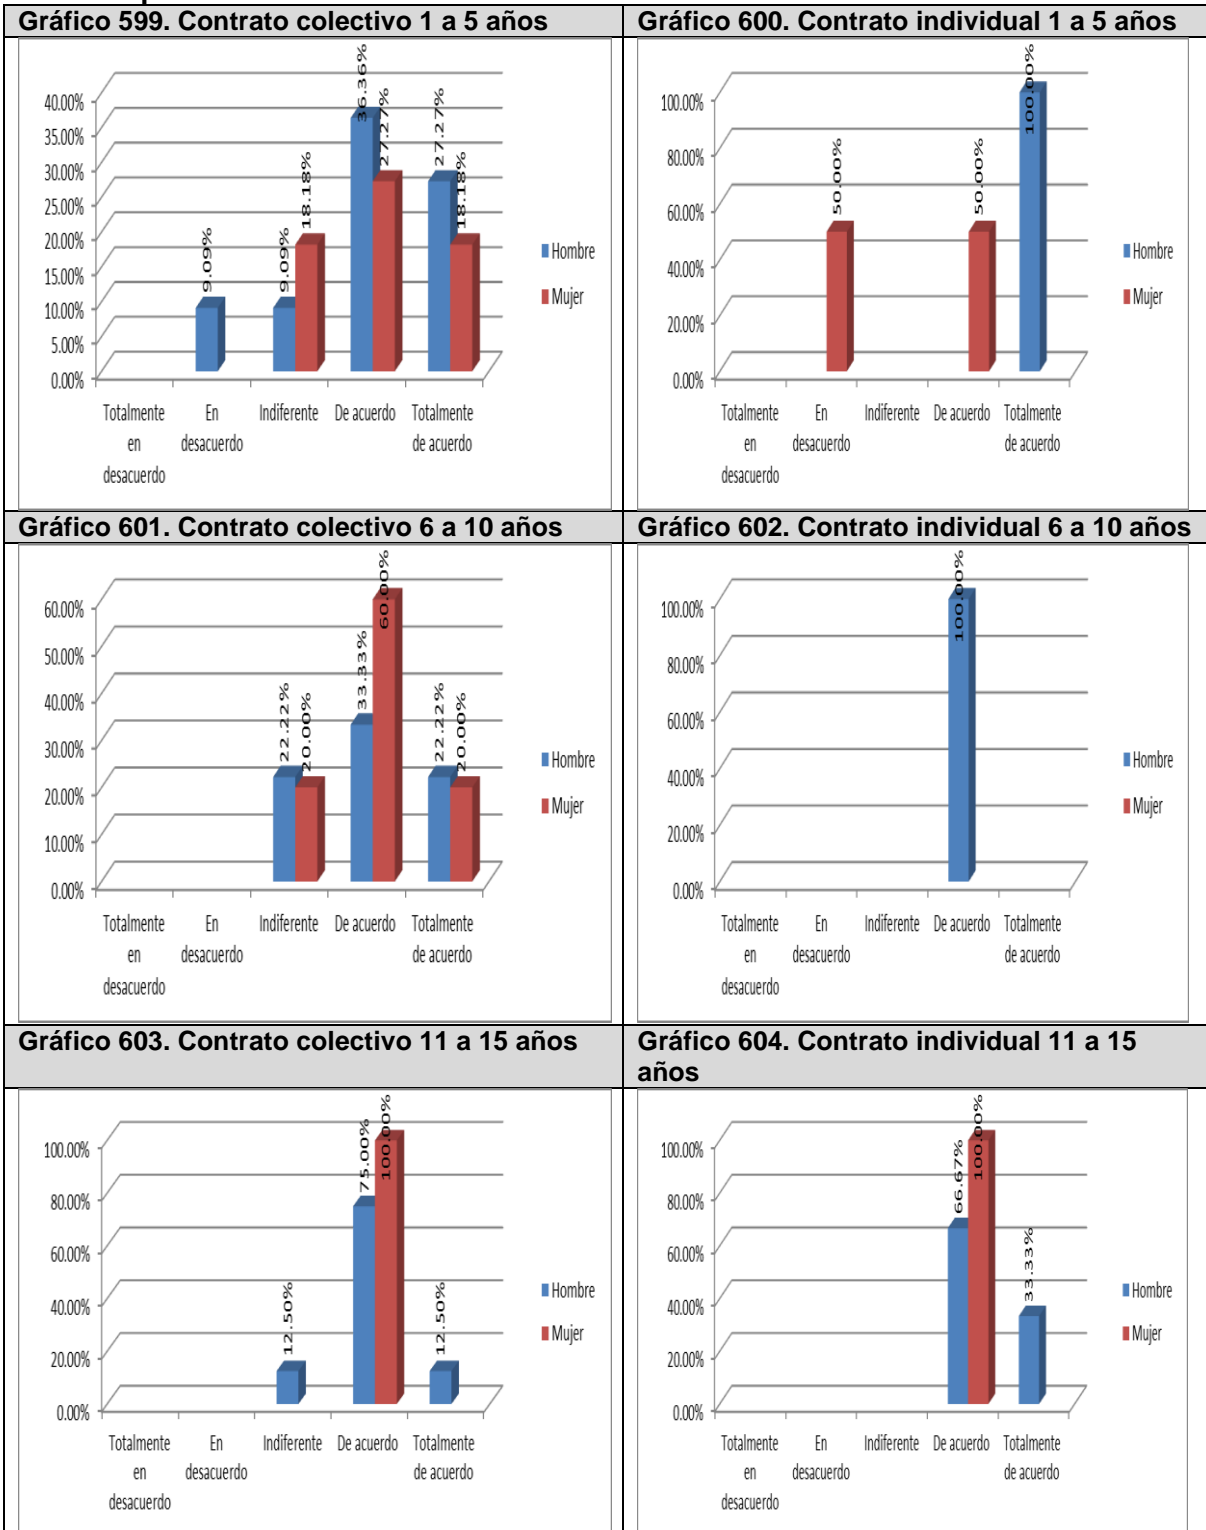 Gráfico 599. Contrato colectivo 1 a 5 años
Gráfico 600. Contrato individual 1 a 5 años
40.00%
35.00%
30.00%
25.00%
20.00%
15.00%
10.00%
5.00%
0.00%
9.09%
9.09%
18.18%
36.36%
27.27%
27.27%
18.18%
Hombre
Mujer
Totalmente
en
desacuerdo
En
desacuerdo
Indiferente
De acuerdo
Totalmente
de acuerdo
100.00%
80.00%
60.00%
40.00%
20.00%
0.00%
50.00%
50.00%
100.00%
Hombre
Mujer
Totalmente
en
desacuerdo
En
desacuerdo
Indiferente
De acuerdo
Totalmente
de acuerdo
Gráfico 601. Contrato colectivo 6 a 10 años
Gráfico 602. Contrato individual 6 a 10 años
60.00%
50.00%
40.00%
30.00%
20.00%
10.00%
0.00%
22.22%
20.00%
33.33%
60.00%
22.22%
20.00%
Hombre
Mujer
Totalmente
en
desacuerdo
En
desacuerdo
Indiferente
De acuerdo
Totalmente
de acuerdo
100.00%
80.00%
60.00%
40.00%
20.00%
0.00%
100.00%
Hombre
Mujer
Totalmente
en
desacuerdo
En
desacuerdo
Indiferente
De acuerdo
Totalmente
de acuerdo
Gráfico 603. Contrato colectivo 11 a 15 años
Gráfico 604. Contrato individual 11 a 15
años
100.00%
80.00%
60.00%
40.00%
20.00%
0.00%
12.50%
75.00%
100.00%
12.50%
Hombre
Mujer
Totalmente
en
desacuerdo
En
desacuerdo
Indiferente
De acuerdo
Totalmente
de acuerdo
100.00%
80.00%
60.00%
40.00%
20.00%
0.00%
66.67%
100.00%
33.33%
Hombre
Mujer
Totalmente
en
desacuerdo
En
desacuerdo
Indiferente
De acuerdo
Totalmente
de acuerdo